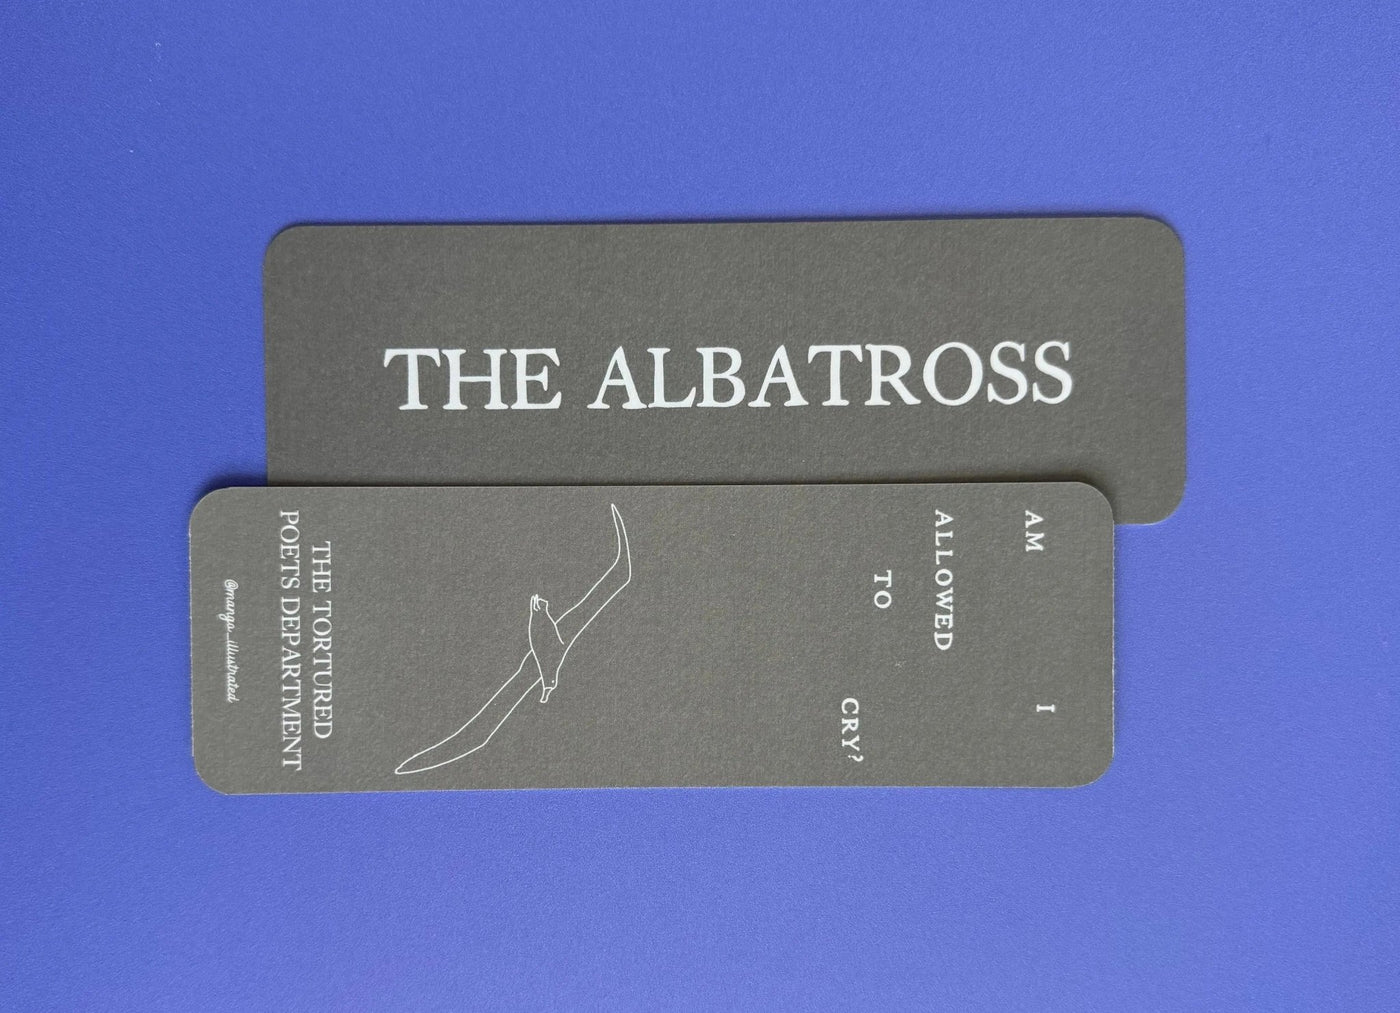 THE ALBATROSS
AM I
ALLOWED
TO
CRY?
THE TORTURED
POETS DEPARTMENT
@mango_illustrated